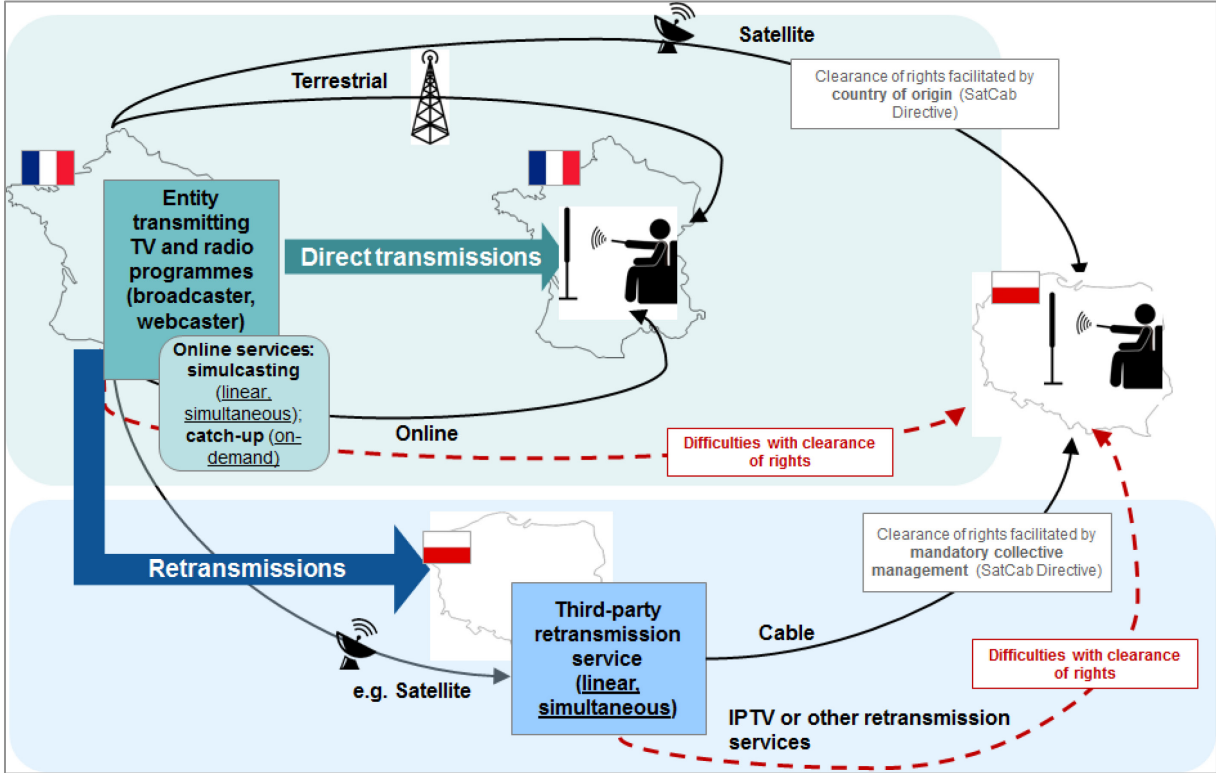 Satellite
Terrestrial
Clearance of rights facilitated by
country of origin (SatCab
Directive)
Entity
transmitting
TV and radio
programmes
(broadcaster,
webcaster)
Direct transmissions
Online services:
simulcasting
(linear,
simultaneous);
catch-up (on-
demand)
Online
Difficulties with clearance
of rights
Retransmissions
Clearance of rights facilitated by
mandatory collective
management (SatCab Directive)
Third-party
retransmission
service
(linear,
simultaneous)
Cable
e.g. Satellite
Difficulties with clearance
of rights
IPTV or other retransmission
services